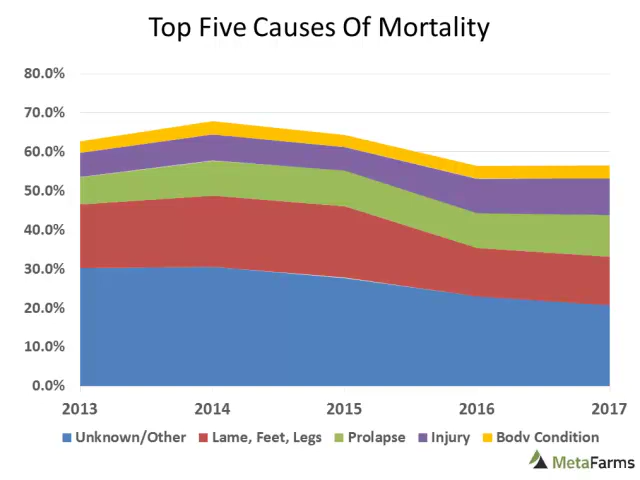 Top Five Causes Of Mortality
80.0%
70.0%
60.0%
50.0%
40.0%
30.0%
20.0%
10.0%
0.0%
2013 2014 2015 2016 2017
Unknown/Other Lame, Feet, Legs Prolapse Injury Body Condition
MetaFarms